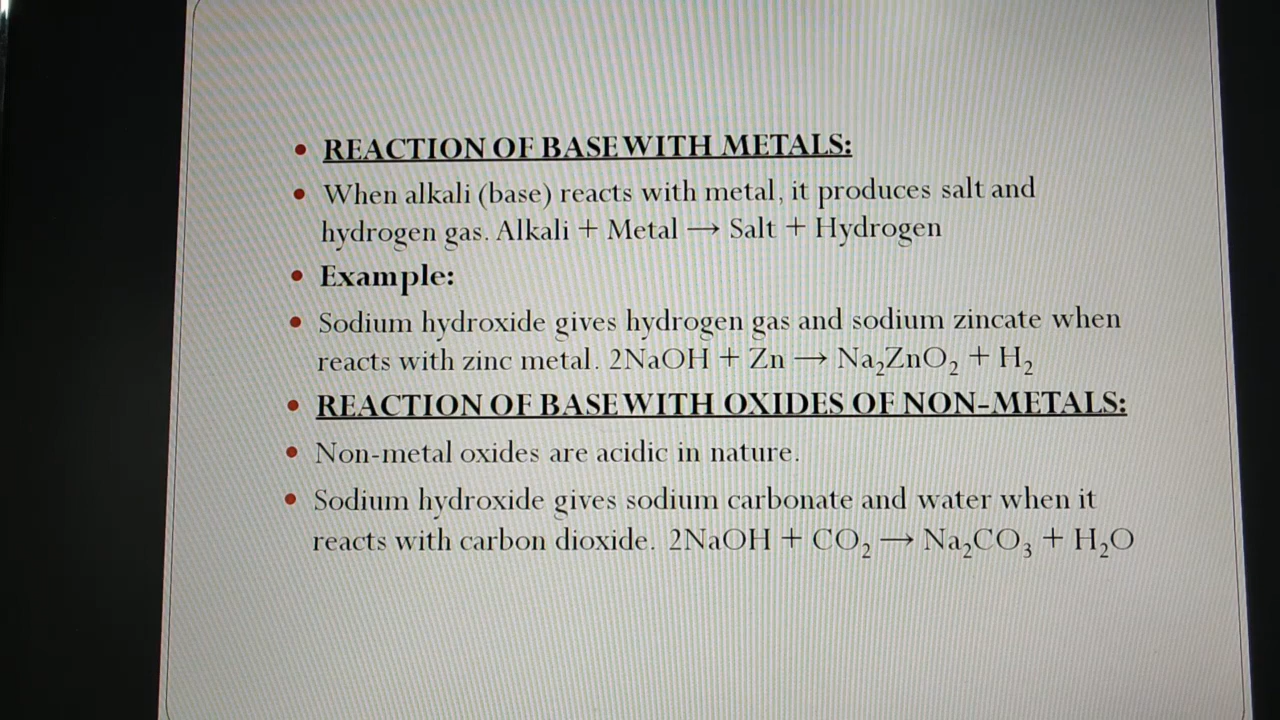 • REACTION OF BASE WITH METALS:
• When alkali (base) reacts with metal, it produces salt and
hydrogen gas. Alkali + Metal → Salt + Hydrogen
• Example:
• Sodium hydroxide gives hydrogen gas and sodium zincate when
reacts with zinc metal. 2NaOH + Zn → Na₂ZnO₂ + H₂
• REACTION OF BASE WITH OXIDES OF NON-METALS:
• Non-metal oxides are acidic in nature.
• Sodium hydroxide gives sodium carbonate and water when it
reacts with carbon dioxide. 2NaOH + CO₂ → Na₂CO₃ + H₂O